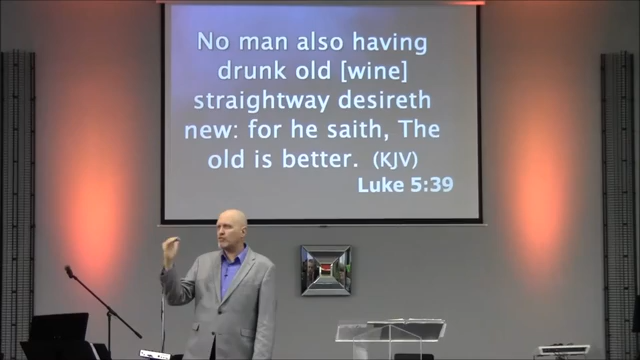 No man also having
drunk old [wine]
straightway desireth
new: for he saith, The
old is better. (KJV)
Luke 5:39